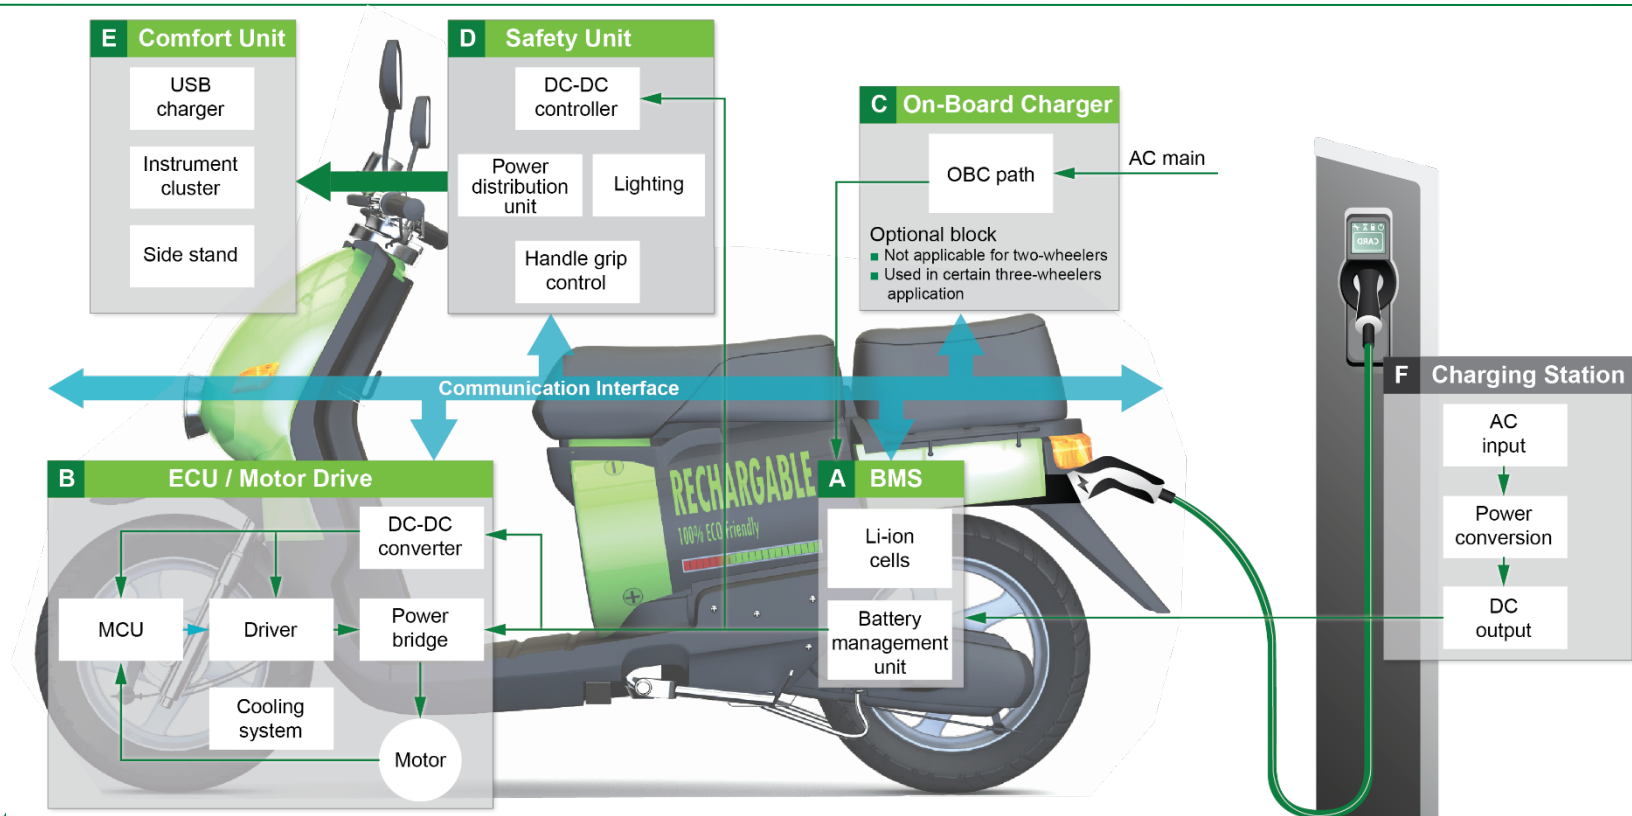 E Comfort Unit
USB
charger
Instrument
cluster
Side stand
D Safety Unit
DC-DC
controller
Power
distribution
unit
Lighting
Handle grip
control
C On-Board Charger
OBC path
AC main
Optional block
Not applicable for two-wheelers
Used in certain three-wheelers
application
Communication Interface
B ECU / Motor Drive
DC-DC
converter
MCU
Driver
Power
bridge
Cooling
system
Motor
RECHARGABLE
100% ECO friendly
A BMS
Li-ion
cells
Battery
management
unit
CARD
F Charging Station
AC
input
Power
conversion
DC
output